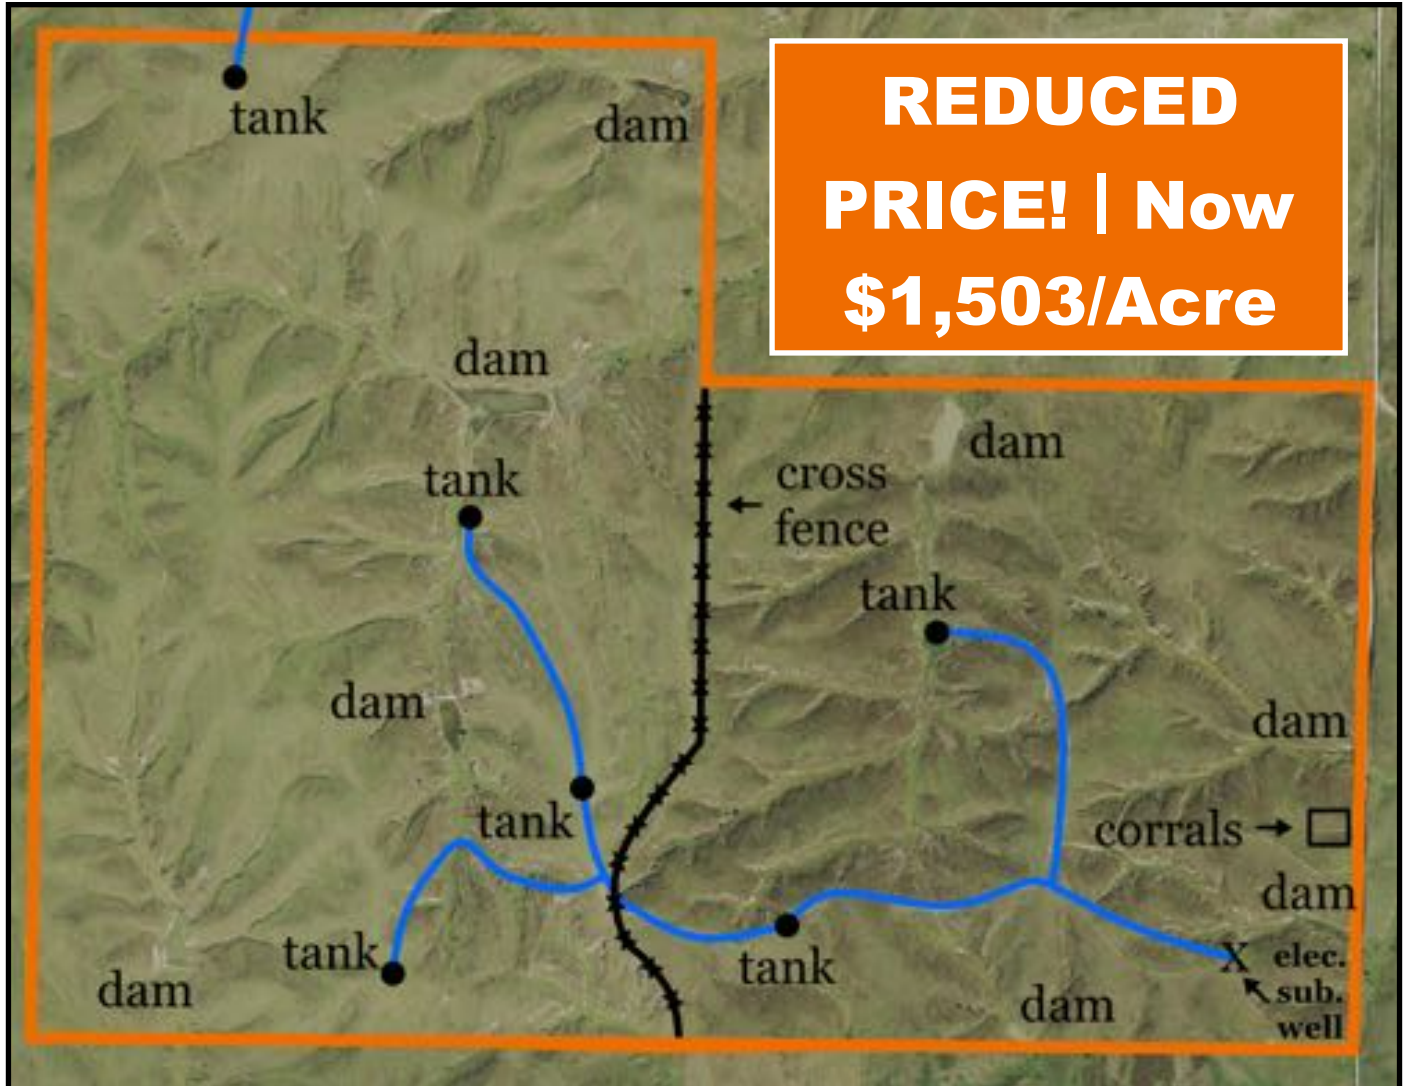 REDUCED
PRICE! | Now
$1,503/Acre
tank
dam
dam
dam
tank
cross
fence
tank
dam
dam
tank
corrals
dam
tank
tank
elec.
sub.
well
dam
dam